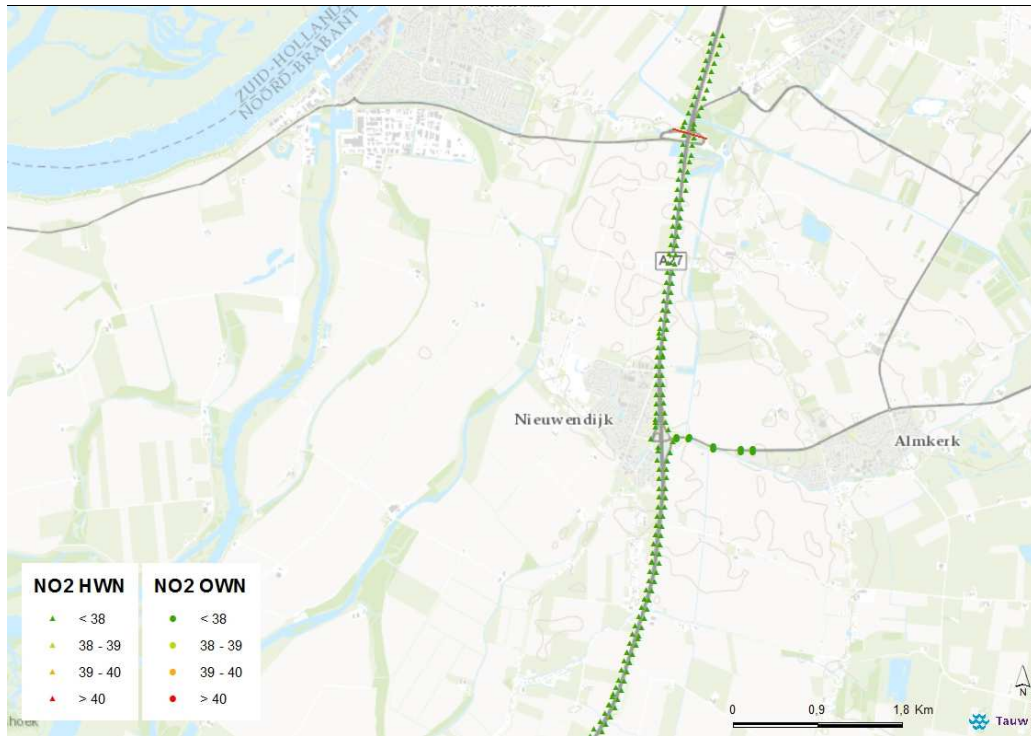 ZUID-HOLLAND
NOORD-BRABANT
A27
Nieuwendijk
Almkerk
NO2 HWN
NO2 OWN
< 38
< 38
38 - 39
38 - 39
39 - 40
39 - 40
> 40
> 40
hoek
N
0
0,9
1,8 Km
Tauw